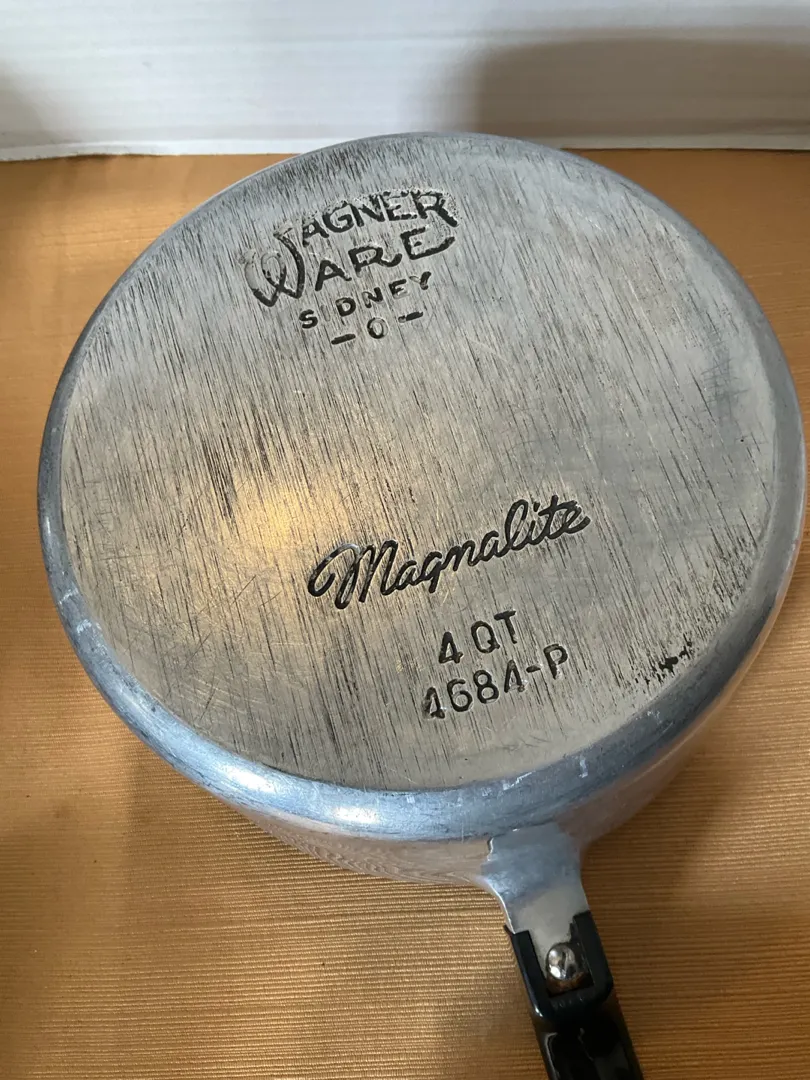 WAGNER
WARE
SIDNEY
-O-
Magnalite
4 QT
4684-P